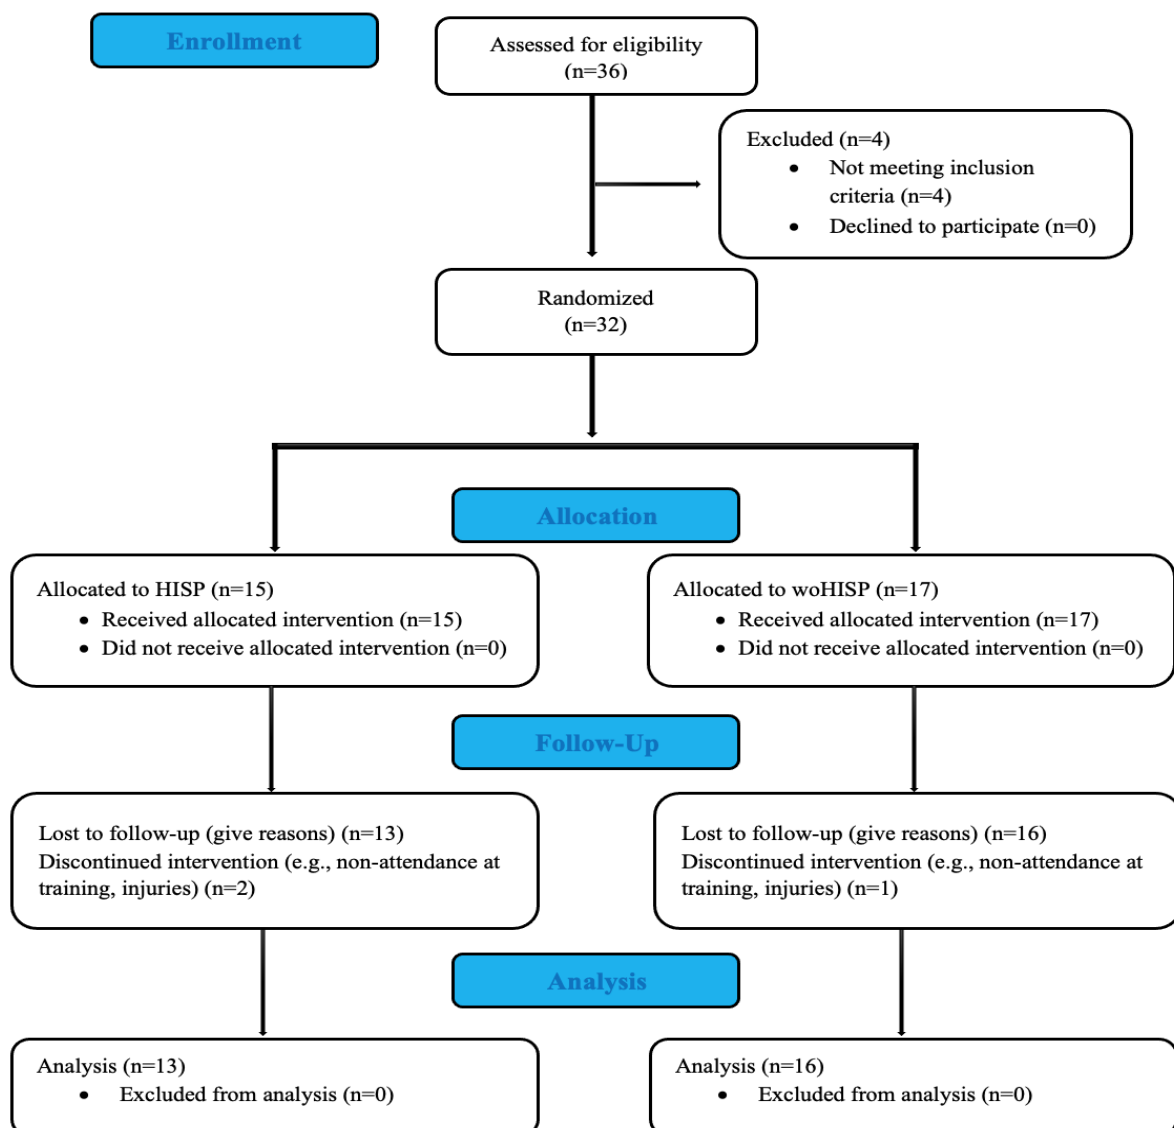 Enrollment
Assessed for eligibility
(n=36)
Excluded (n=4)
• Not meeting inclusion
criteria (n=4)
• Declined to participate (n=0)
Randomized
(n=32)
Allocation
Allocated to HISP (n=15)
• Received allocated intervention (n=15)
• Did not receive allocated intervention (n=0)
Allocated to woHISP (n=17)
• Received allocated intervention (n=17)
• Did not receive allocated intervention (n=0)
Follow-Up
Lost to follow-up (give reasons) (n=13)
Discontinued intervention (e.g., non-attendance at
training, injuries) (n=2)
Lost to follow-up (give reasons) (n=16)
Discontinued intervention (e.g., non-attendance at
training, injuries) (n=1)
Analysis
Analysis (n=13)
• Excluded from analysis (n=0)
Analysis (n=16)
• Excluded from analysis (n=0)